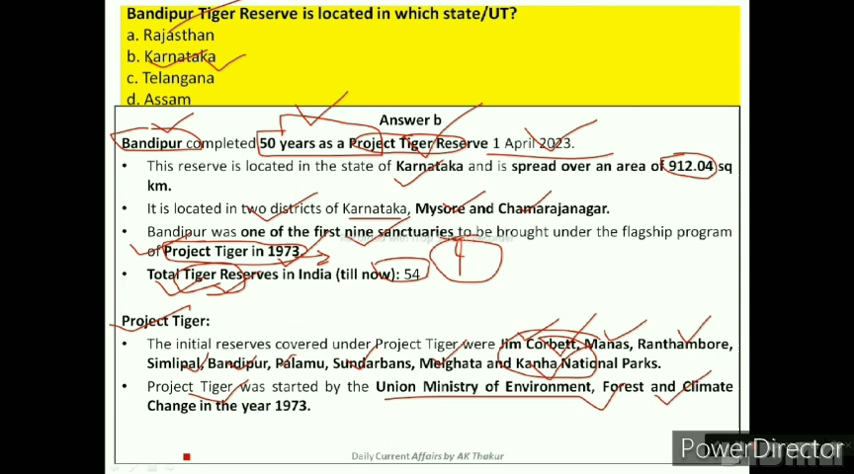 Bandipur Tiger Reserve is located in which state/UT?
a. Rajasthan
b. Karnataka
c. Telangana
d. Assam
Answer b
Bandipur completed 50 years as a Project Tiger Reserve 1 April 2023.
• This reserve is located in the state of Karnataka and is spread over an area of 912.04 sq
km.
• It is located in two districts of Karnataka, Mysore and Chamarajanagar.
• Bandipur was one of the first nine sanctuaries to be brought under the flagship program
of Project Tiger in 1973.
• Total Tiger Reserves in India (till now): 54
Project Tiger:
• The initial reserves covered under Project Tiger were Jim Corbett, Manas, Ranthambore,
Simlipal, Bandipur, Palamu, Sundarbans, Melghata and Kanha National Parks.
• Project Tiger was started by the Union Ministry of Environment, Forest and Climate
Change in the year 1973.
Daily Current Affairs by AK Thakur
PowerDirector